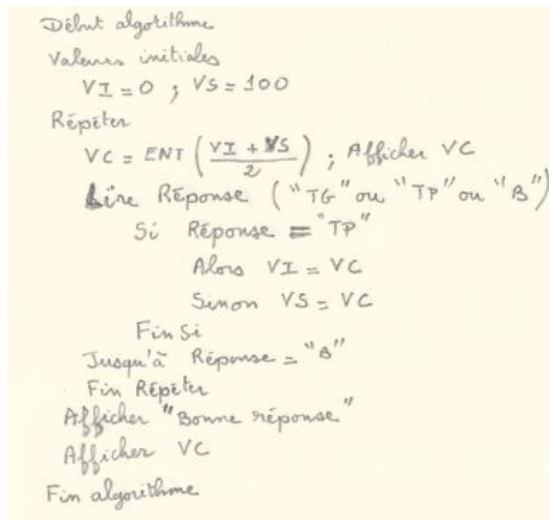 Début algorithme
Valeurs initiales
VI = 0 ; VS = 100
Répéter
VC = ENT ( (VI + VS) / 2 ) ; Afficher VC
Lire Réponse ("TG" ou "TP" ou "B")
Si Réponse = "TP"
Alors VI = VC
Sinon VS = VC
Fin Si
Jusqu'à Réponse = "B"
Fin Répéter
Afficher "Bonne réponse"
Afficher VC
Fin algorithme